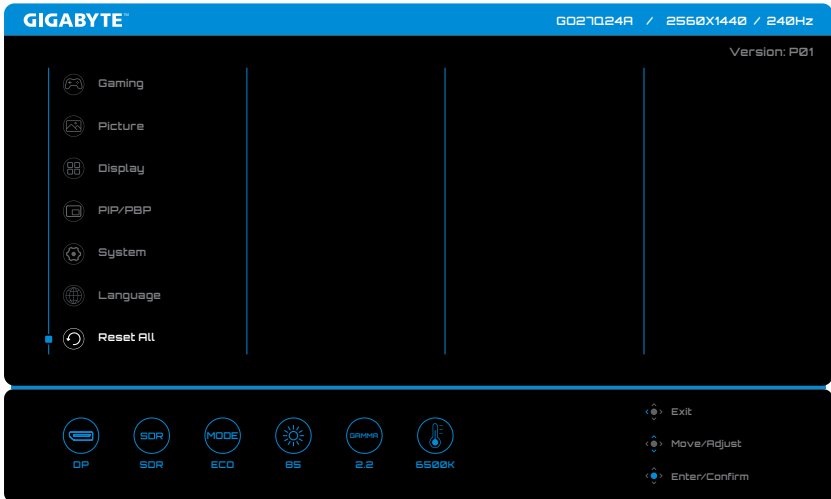 GIGABYTE™
GO27Q24A / 2560X1440 / 240Hz
Version: P01
Gaming
Picture
Display
PIP/PBP
System
Language
Reset All
SDR
MODE
GAMMA
DP
SDR
ECO
85
2.2
6500K
Exit
Move/Adjust
Enter/Confirm